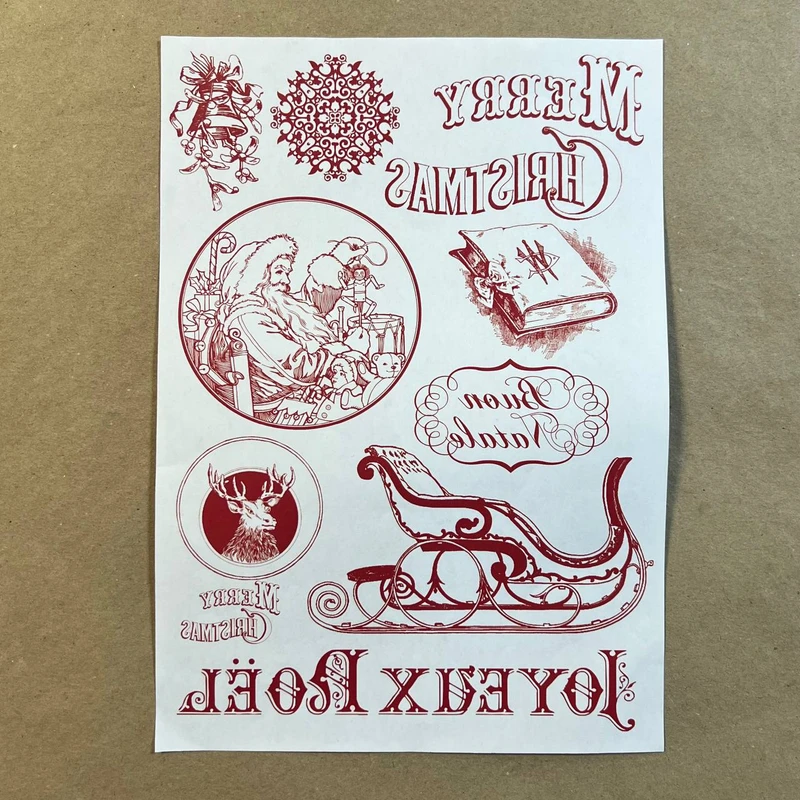 MERRY
CHRISTMAS
Buon
Natale
MERRY
CHRISTMAS
JOYEUX NOËL